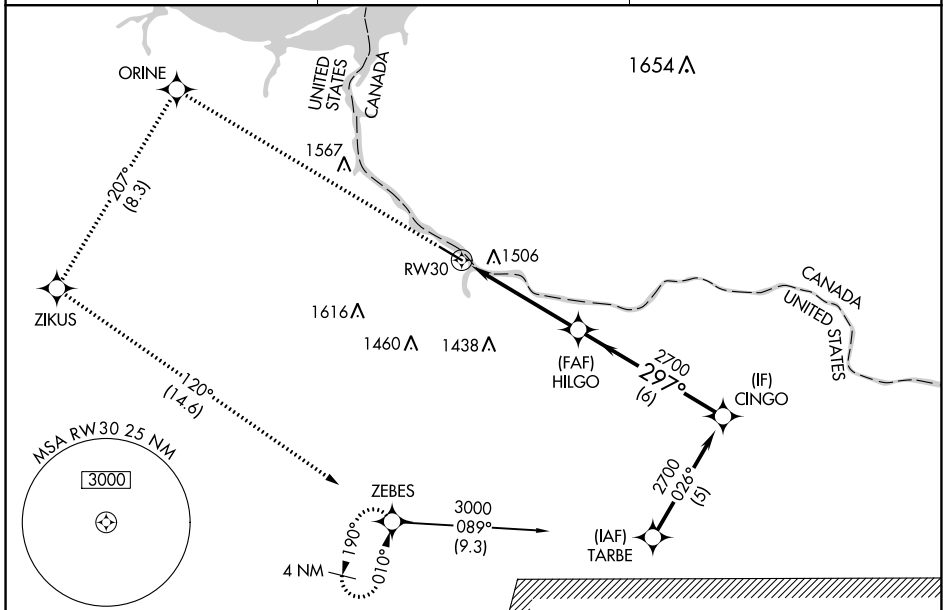 ORINE
UNITED
STATES
CANADA
1654
1567
207°
(8.3)
RW30
1506
ZIKUS
CANADA
UNITED
STATES
1616
1460
1438
(FAF)
HILGO
2700
297°
(6)
(IF)
CINGO
120°
(14.6)
MSA RW30 25 NM
3000
ZEBES
3000
089°
(9.3)
2700
026°
(5)
(IAF)
TARBE
190°
010°
4 NM